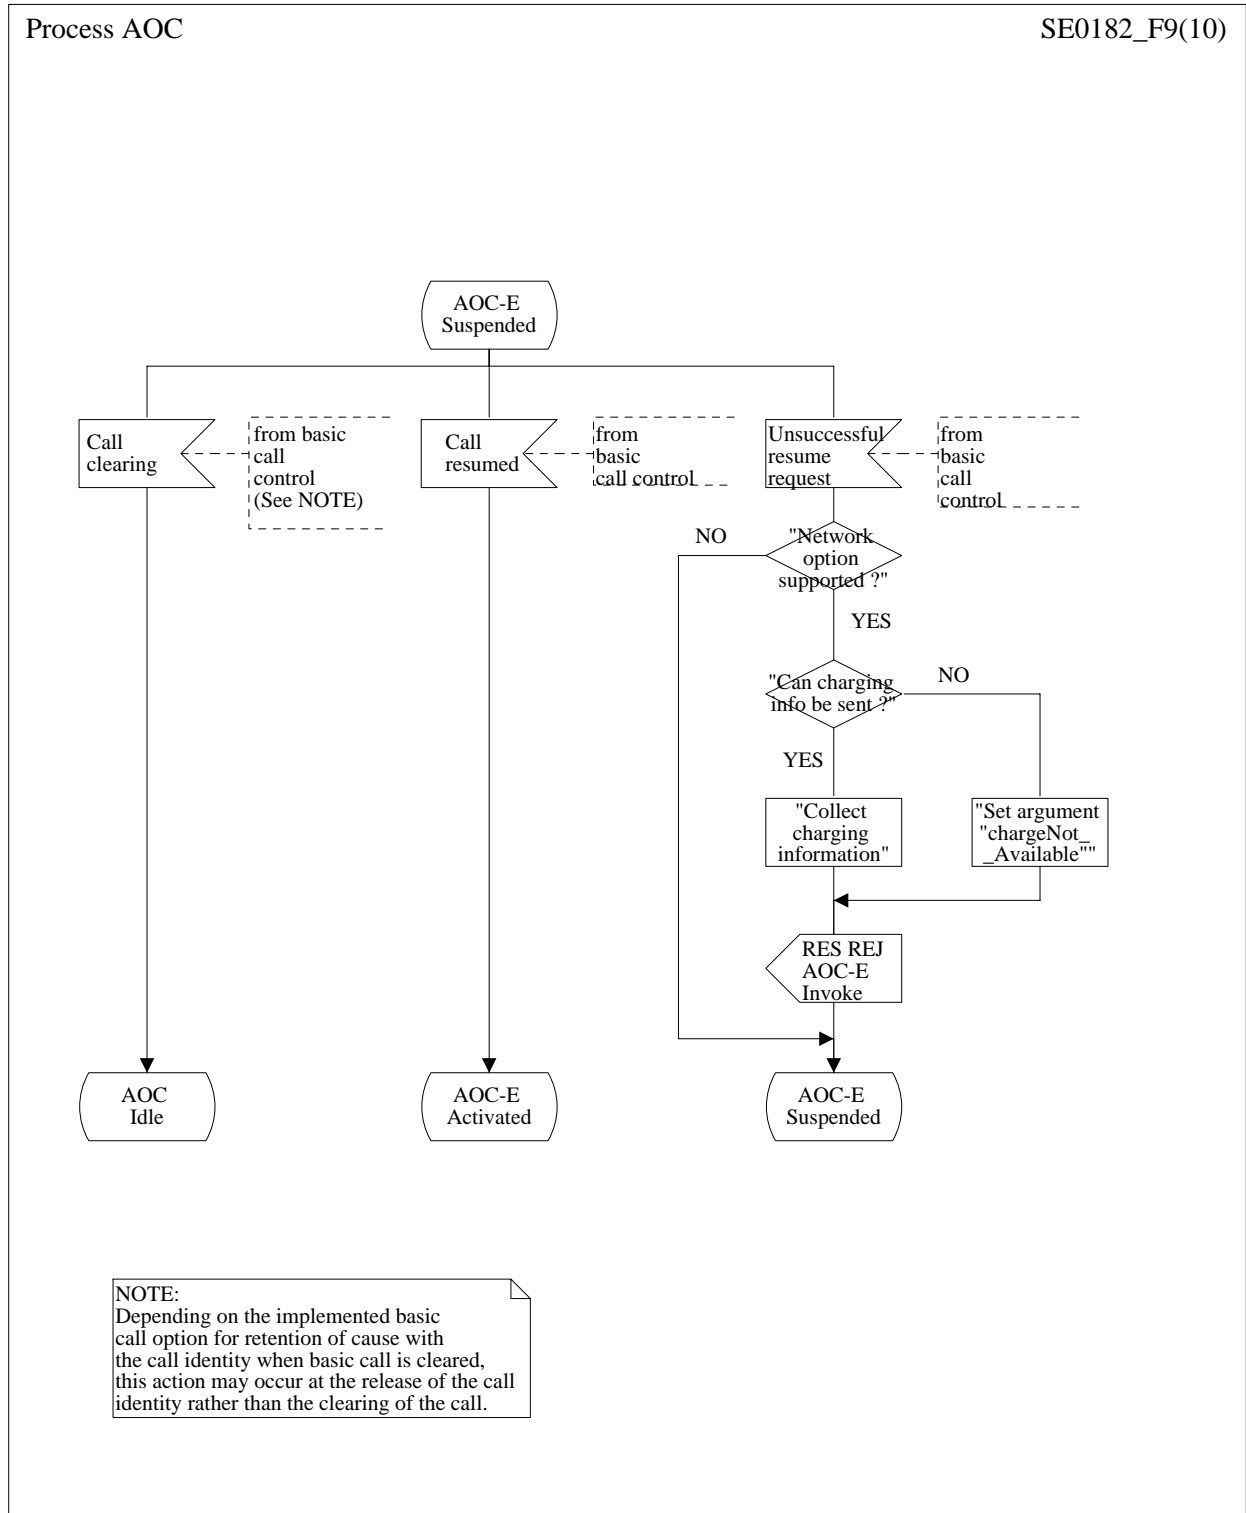 Process AOC
SE0182_F9(10)
AOC-E
Suspended
Call
clearing
from basic
call
control
(See NOTE)
Call
resumed
from
basic
call control
Unsuccessful
resume
request
from
basic
call
control
NO
"Network
option
supported ?"
YES
"Can charging
info be sent ?"
NO
YES
"Collect
charging
information"
"Set argument
"chargeNot_
_Available""
RES REJ
AOC-E
Invoke
AOC
Idle
AOC-E
Activated
AOC-E
Suspended
NOTE:
Depending on the implemented basic
call option for retention of cause with
the call identity when basic call is cleared,
this action may occur at the release of the call
identity rather than the clearing of the call.